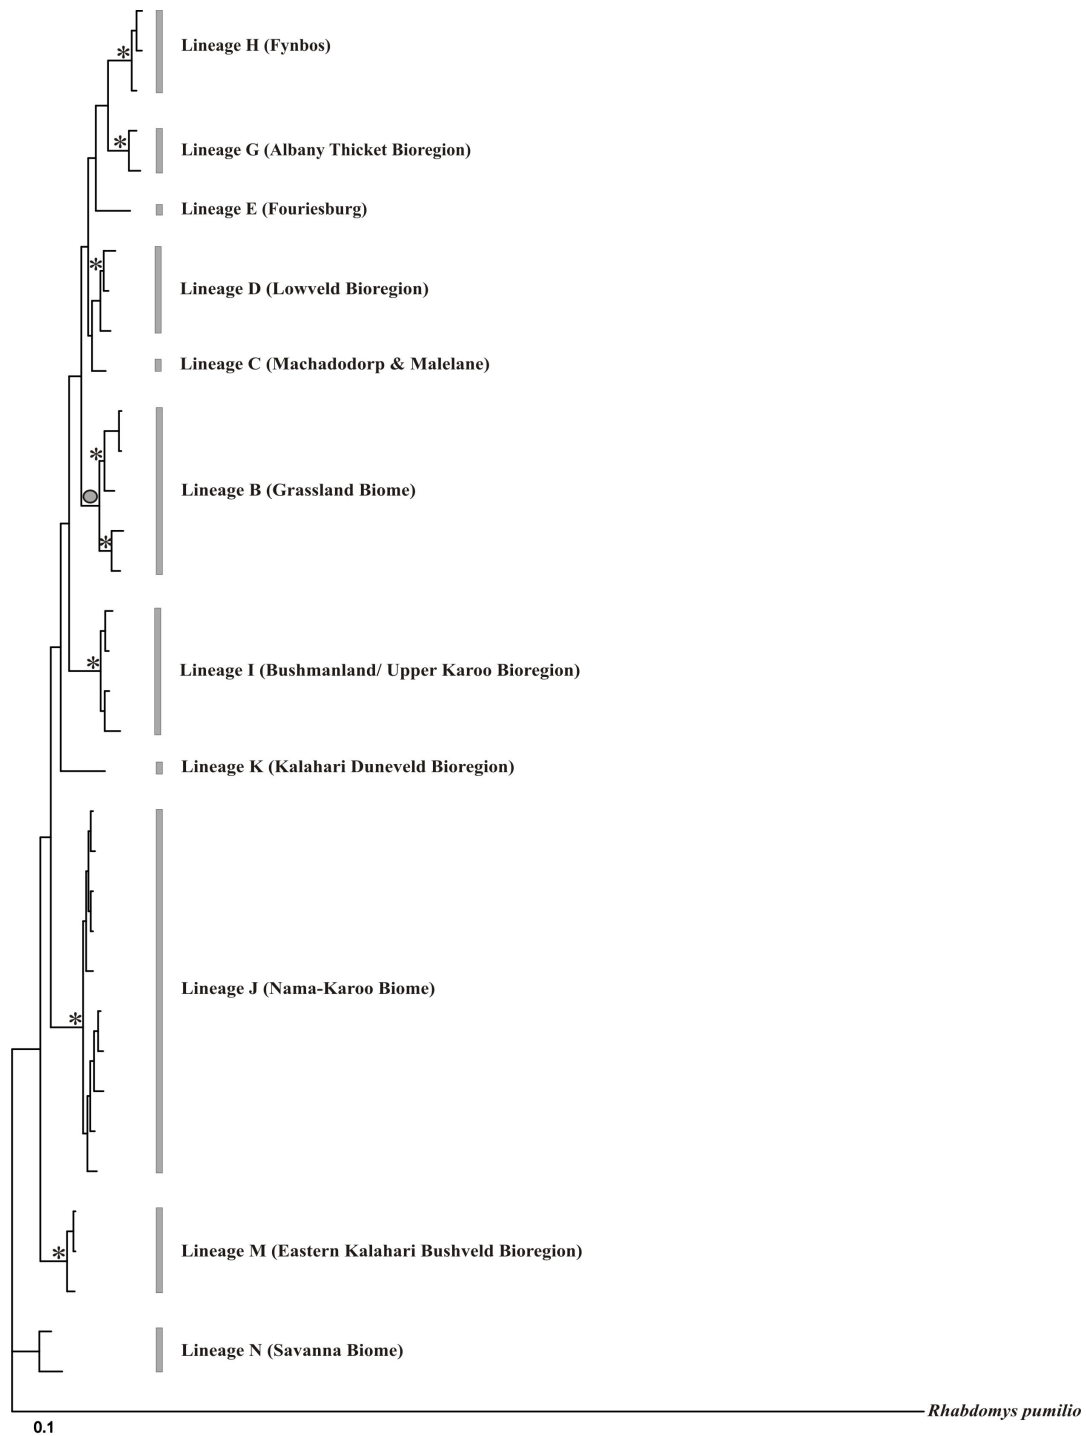 Lineage H (Fynbos)
Lineage G (Albany Thicket Bioregion)
Lineage E (Fouriesburg)
Lineage D (Lowveld Bioregion)
Lineage C (Machadodorp & Malelane)
Lineage B (Grassland Biome)
Lineage I (Bushmanland/ Upper Karoo Bioregion)
Lineage K (Kalahari Duneveld Bioregion)
Lineage J (Nama-Karoo Biome)
Lineage M (Eastern Kalahari Bushveld Bioregion)
Lineage N (Savanna Biome)
Rhabdomys pumilio
0.1